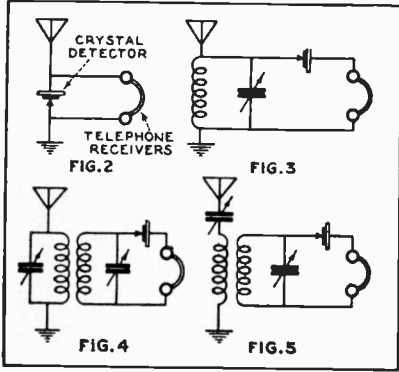 CRYSTAL
DETECTOR
TELEPHONE
RECEIVERS
FIG.2
FIG.3
FIG.4
FIG.5